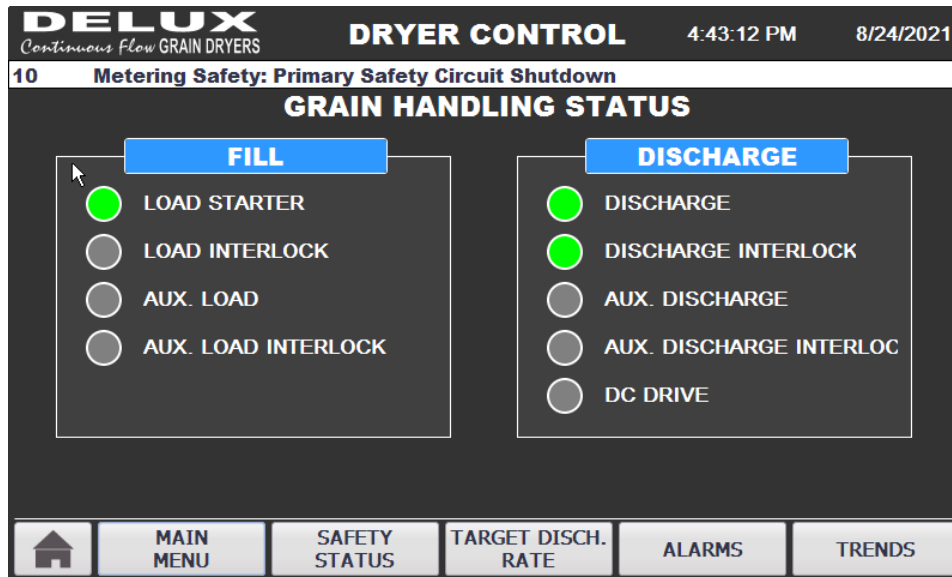 DELUX
Continuous Flow GRAIN DRYERS
DRYER CONTROL
4:43:12 PM
8/24/2021
10 Metering Safety: Primary Safety Circuit Shutdown
GRAIN HANDLING STATUS
FILL
LOAD STARTER
LOAD INTERLOCK
AUX. LOAD
AUX. LOAD INTERLOCK
DISCHARGE
DISCHARGE
DISCHARGE INTERLOCK
AUX. DISCHARGE
AUX. DISCHARGE INTERLOC
DC DRIVE
MAIN
MENU
SAFETY
STATUS
TARGET DISCH.
RATE
ALARMS
TRENDS